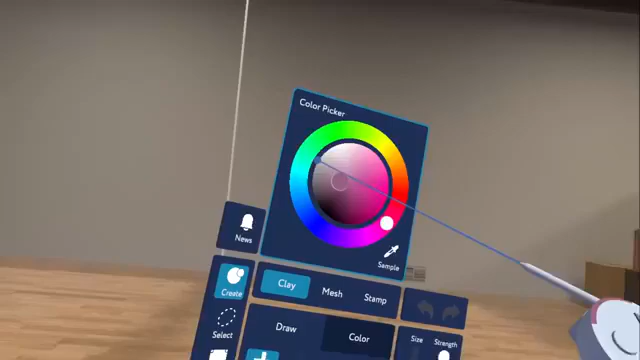 Color Picker
Sample
News
Create
Clay
Mesh
Stamp
Select
Draw
Color
Size
Strength